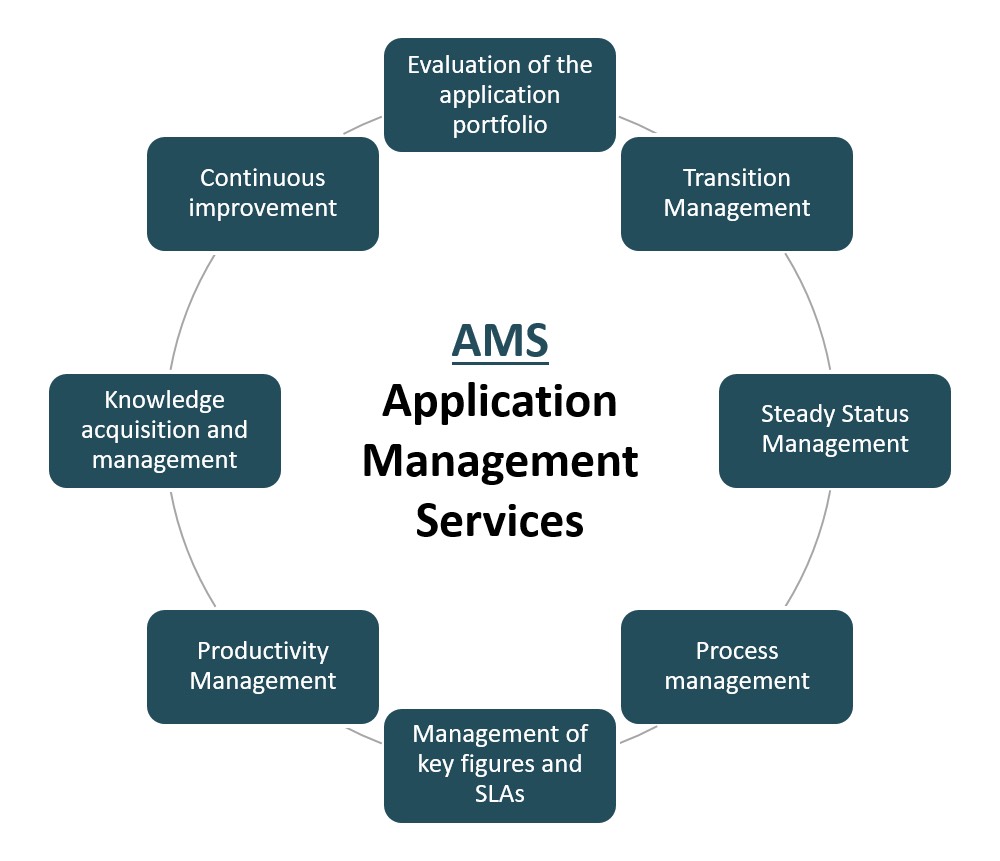 Evaluation of the
application
portfolio
Transition
Management
Steady Status
Management
Process
management
Management of
key figures and
SLAs
Productivity
Management
Knowledge
acquisition and
management
Continuous
improvement
AMS
Application
Management
Services